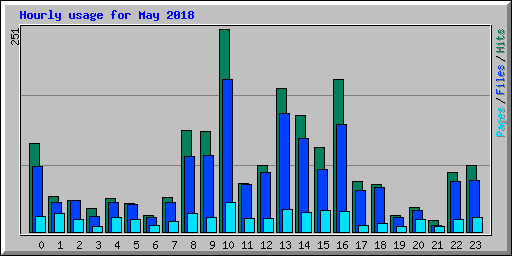 Hourly usage for May 2018
251
Pages/Files/Hits
0 1 2 3 4 5 6 7 8 9 10 11 12 13 14 15 16 17 18 19 20 21 22 23